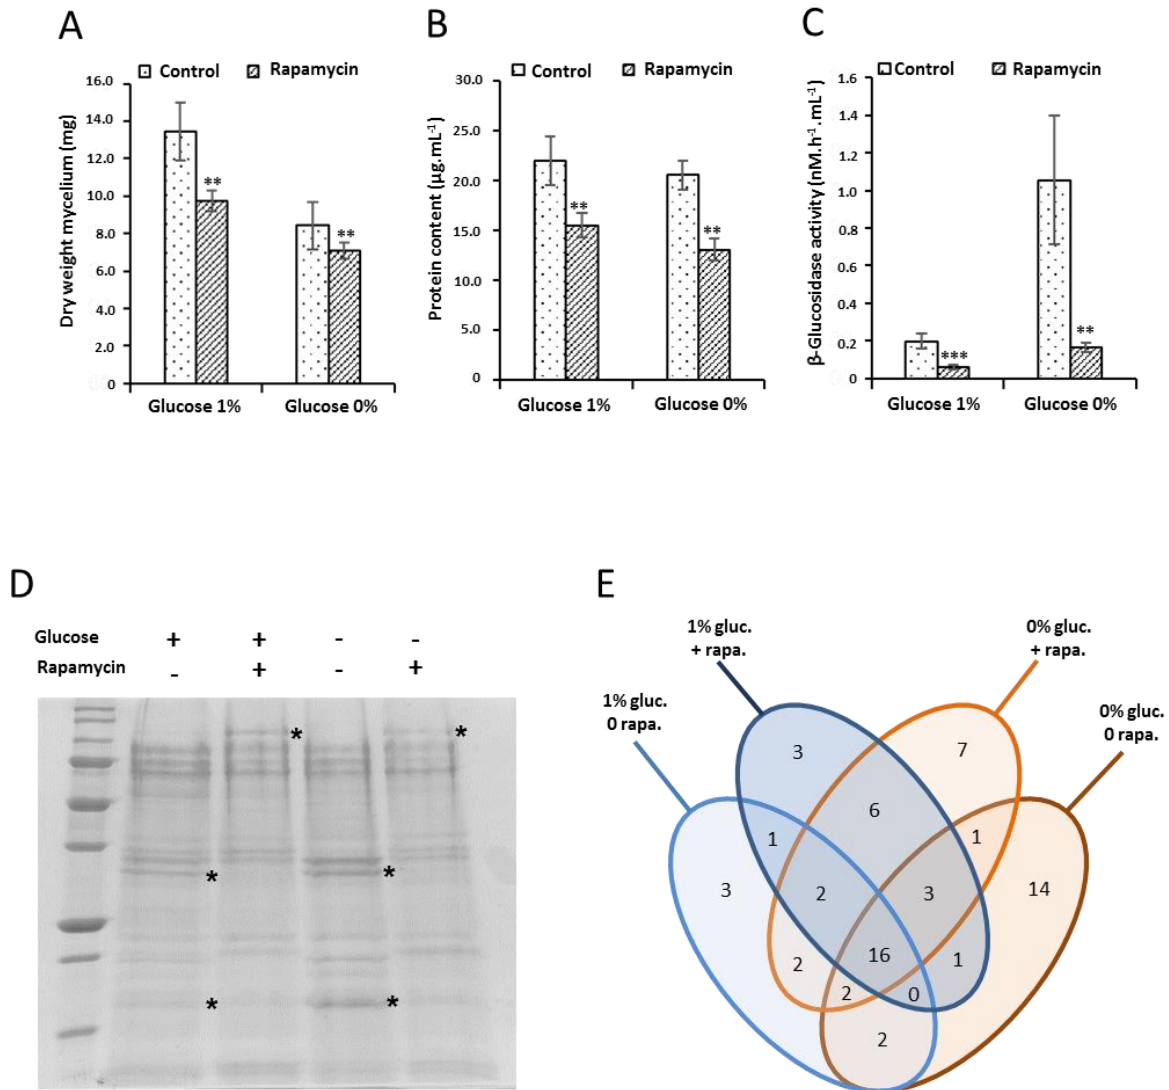 A
Control Rapamycin
Dry weight mycelium (mg)
16.0
14.0
12.0
10.0
8.0
6.0
4.0
2.0
0
**
**
Glucose 1% Glucose 0%
B
Control Rapamycin
Protein content (µg.mL-1)
30.0
25.0
20.0
15.0
10.0
5.0
0
**
**
Glucose 1% Glucose 0%
C
Control Rapamycin
β-Glucosidase activity (nM.h-1.mL-1)
1.6
1.4
1.2
1.0
0.8
0.6
0.4
0.2
0
***
**
Glucose 1% Glucose 0%
D
Glucose + + - -
Rapamycin - + - +
* *
* *
* *
E
1% gluc.
+ rapa.
0% gluc.
+ rapa.
1% gluc.
0 rapa.
0% gluc.
0 rapa.
3 7
6
1 1
3 2 3 14
2 16 1
2 0
2